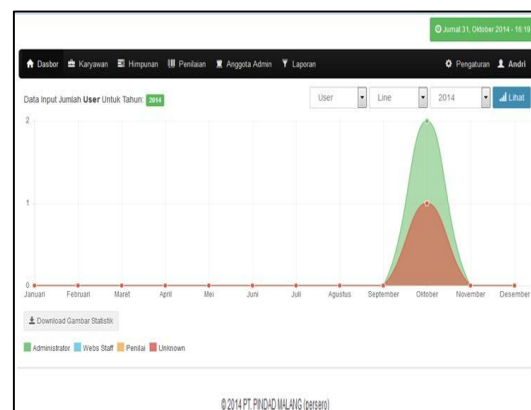 Jumat 31, Oktober 2014 - 16:19
Dasbor Karyawan Himpunan Penilaian Anggota Admin Laporan Pengaturan Andri
Data Input Jumlah User Untuk Tahun: 2014 User Line 2014 Lihat
2
1
0
Januari Februari Maret April Mei Juni Juli Agustus September Oktober November Desember
Download Gambar Statistik
Administrator Webs Staff Penilai Unknown
© 2014 PT. PINDAD MALANG (persero)